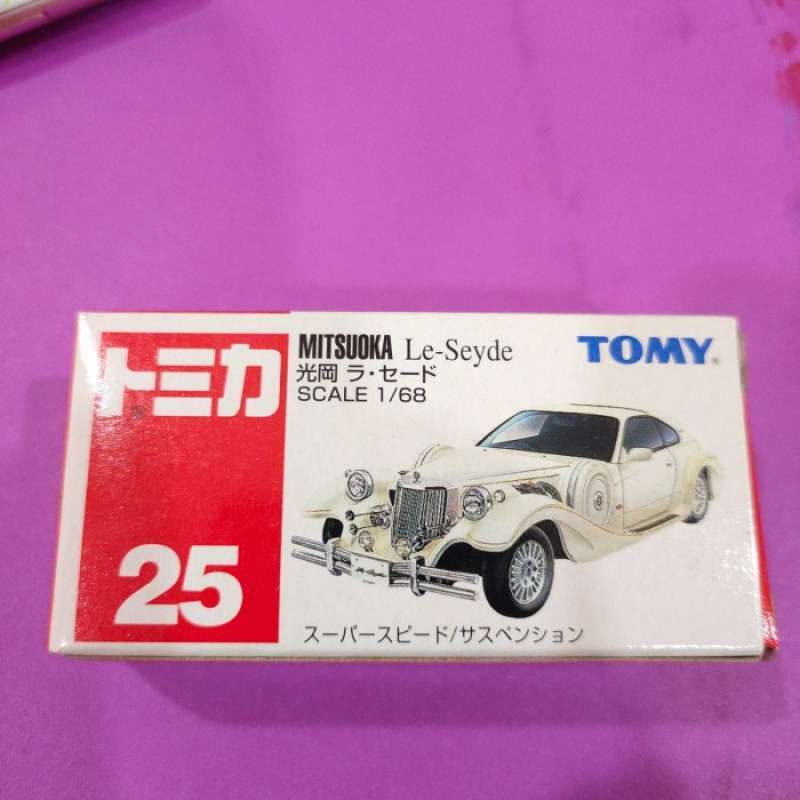 トミカ
25
MITSUOKA Le-Seyde
光岡 ラ・セード
SCALE 1/68
TOMY®
スーパースピード/サスペンション